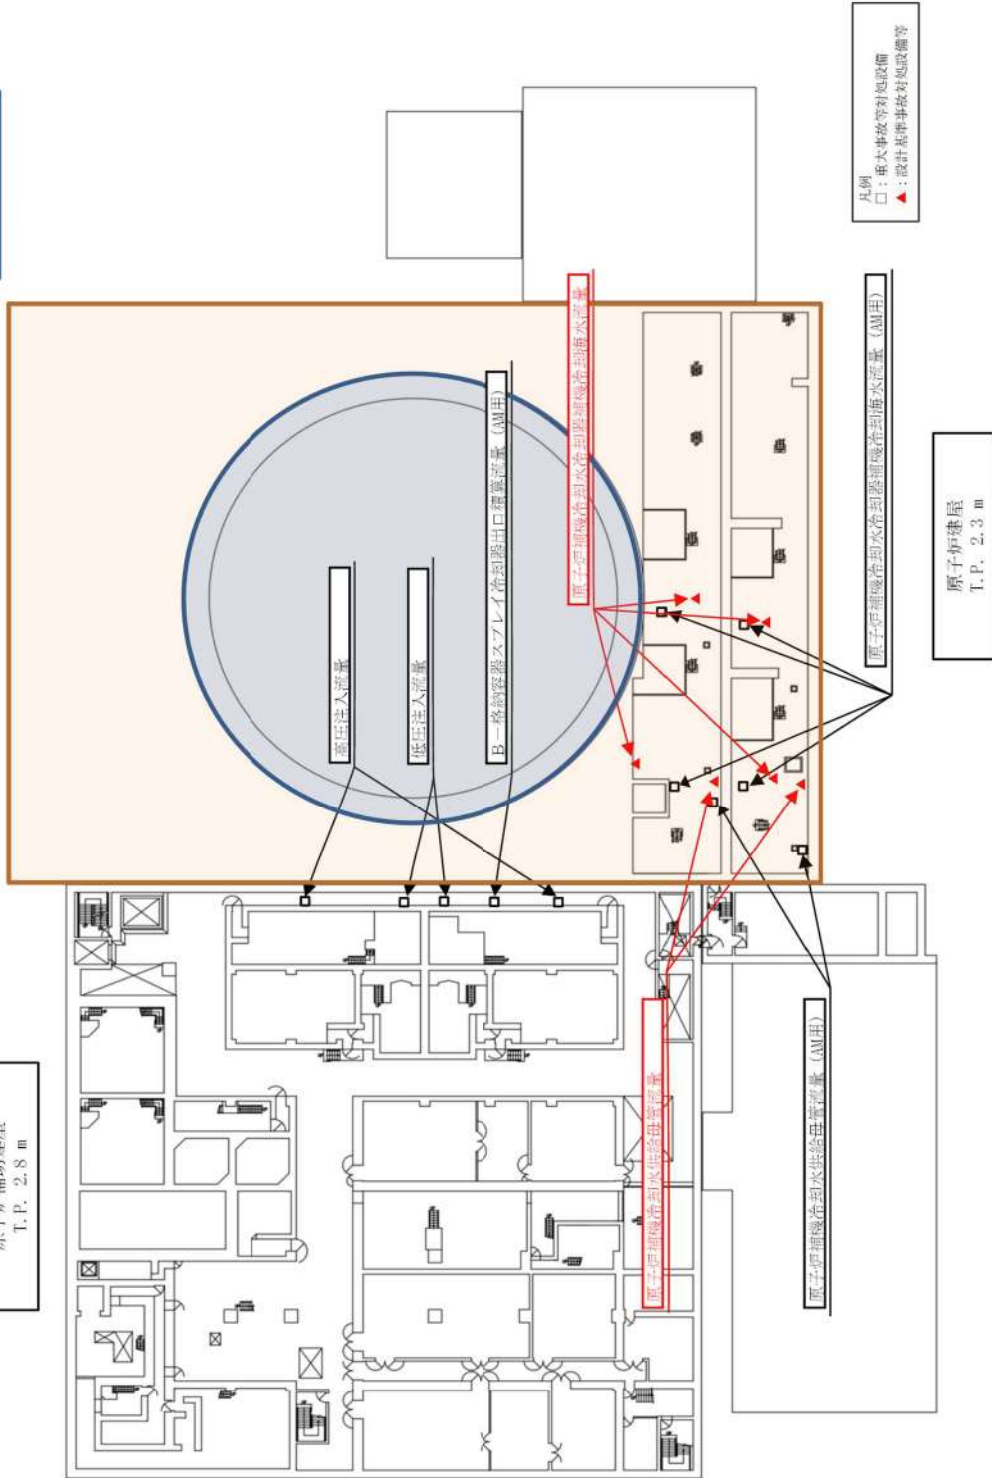 凡例
□：重大事故等対処設備
▲：設計基準事故対処設備等
原子炉補機冷却水冷却器補機冷却海水流量
原子炉補機冷却水冷却器補機冷却海水流量（AM用）
B－格納容器スプレイ冷却器出口積算流量（AM用）
高圧注入流量
低圧注入流量
原子炉建屋
T.P. 2.3 m
原子炉補機冷却水供給母管流量
原子炉補機冷却水供給母管流量（AM用）
T.P. 2.8 m